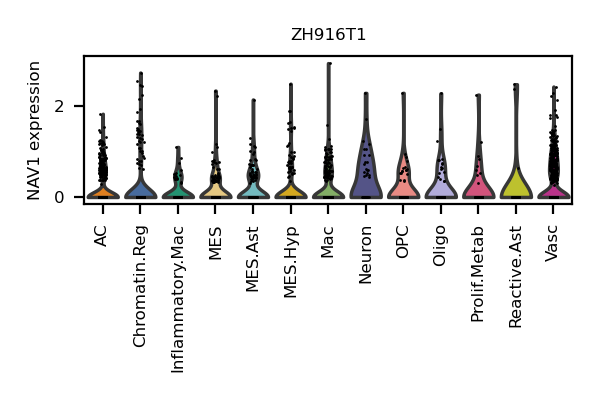 ZH916T1
NAV1 expression
2
0
AC
Chromatin.Reg
Inflammatory.Mac
MES
MES.Ast
MES.Hyp
Mac
Neuron
OPC
Oligo
Prolif.Metab
Reactive.Ast
Vasc